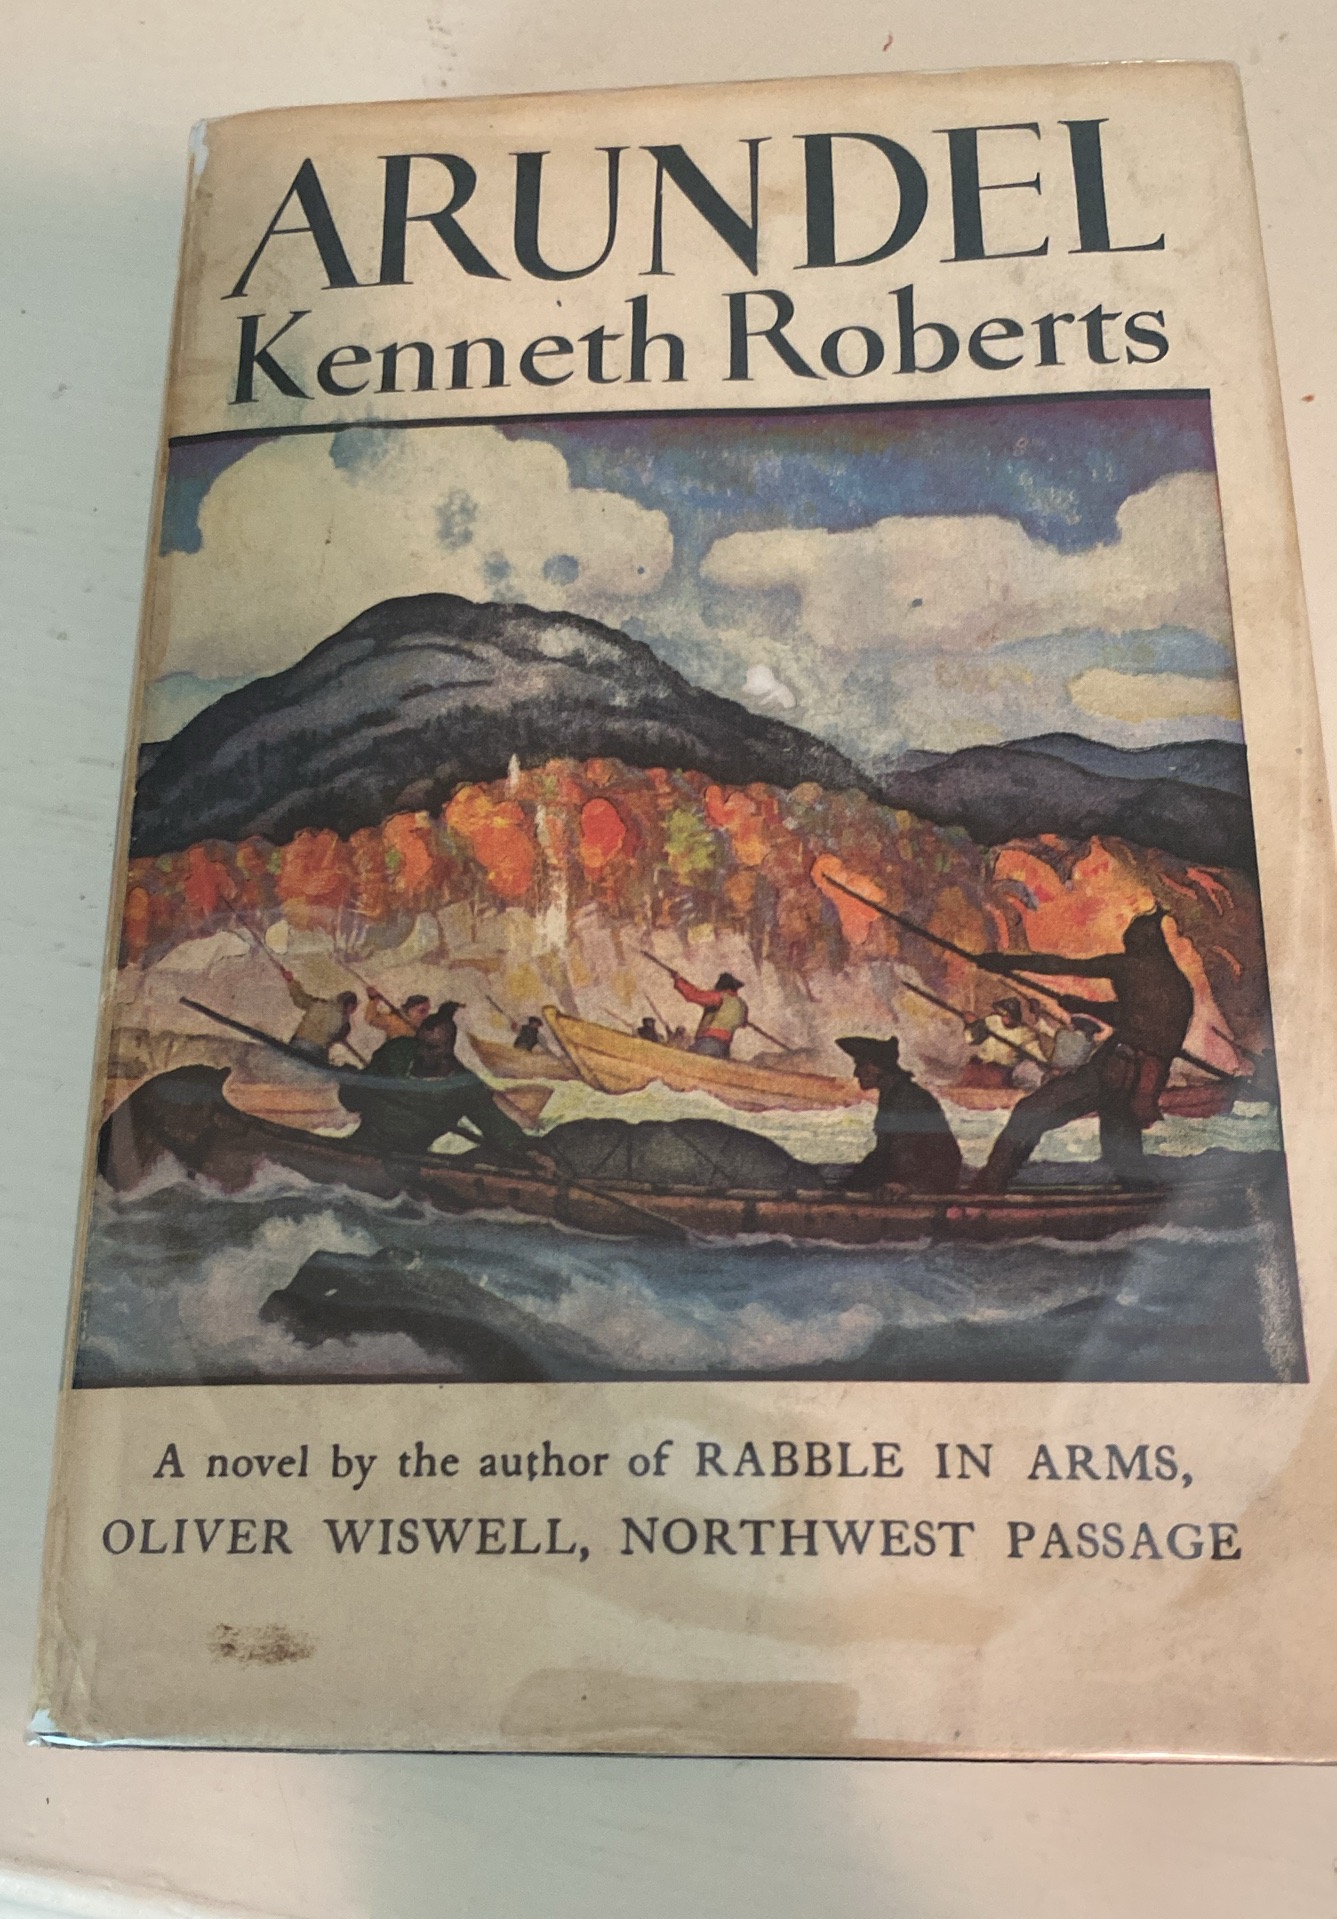 ARUNDEL
Kenneth Roberts
A novel by the author of RABBLE IN ARMS,
OLIVER WISWELL, NORTHWEST PASSAGE